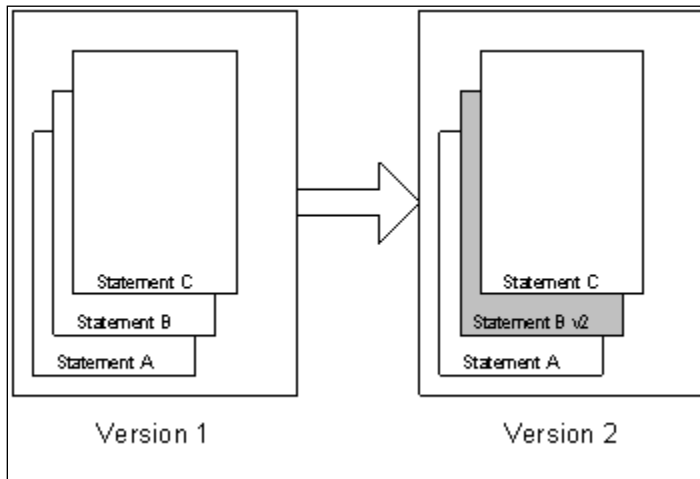 Statement C
Statement B
Statement A
Version 1
Statement C
Statement B v2
Statement A
Version 2